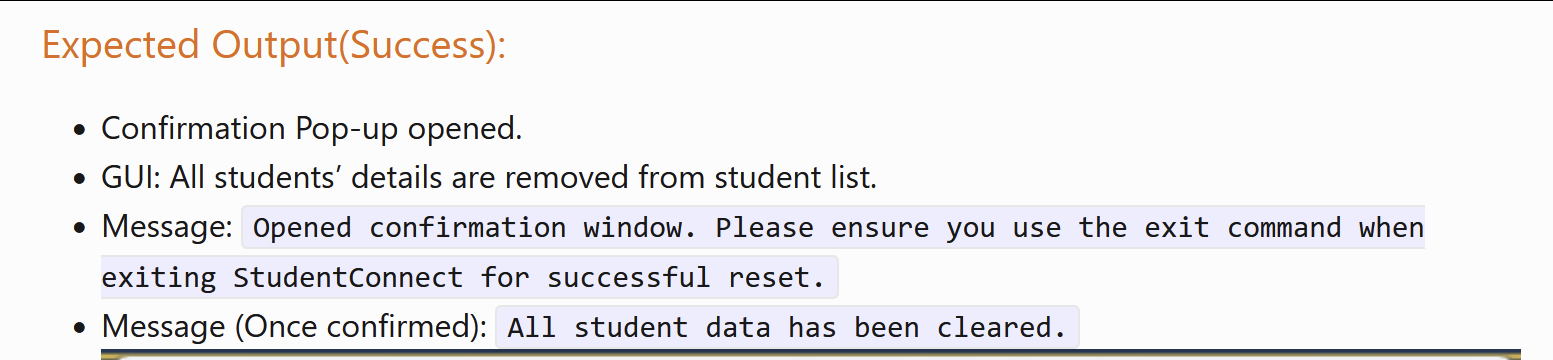 Expected Output(Success):
• Confirmation Pop-up opened.
• GUI: All students’ details are removed from student list.
• Message: Opened confirmation window. Please ensure you use the exit command when
exiting StudentConnect for successful reset.
• Message (Once confirmed): All student data has been cleared.